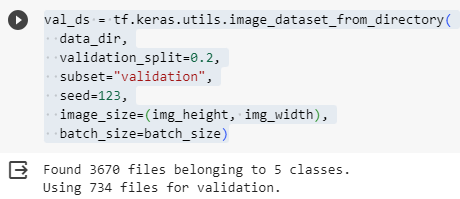 val_ds = tf.keras.utils.image_dataset_from_directory(
  data_dir,
  validation_split=0.2,
  subset="validation",
  seed=123,
  image_size=(img_height, img_width),
  batch_size=batch_size)
Found 3670 files belonging to 5 classes.
Using 734 files for validation.